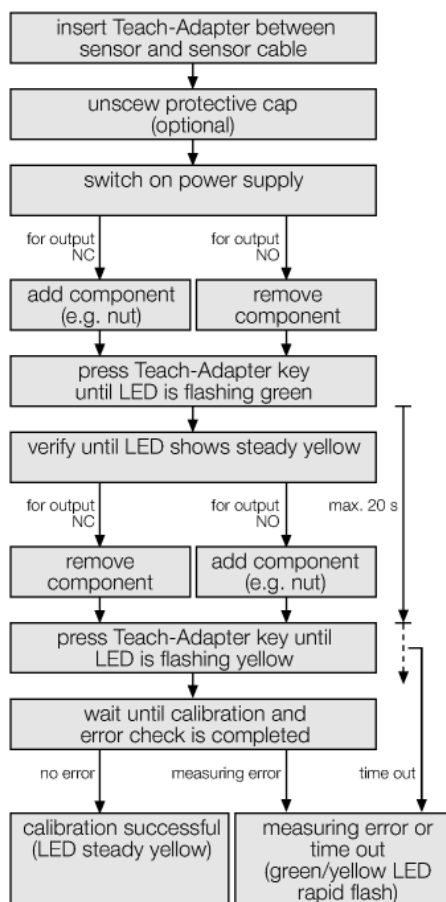 insert Teach-Adapter between
sensor and sensor cable
unscew protective cap
(optional)
switch on power supply
for output
NC
for output
NO
add component
(e.g. nut)
remove
component
press Teach-Adapter key
until LED is flashing green
verify until LED shows steady yellow
for output
NC
for output
NO
max. 20 s
remove
component
add component
(e.g. nut)
press Teach-Adapter key until
LED is flashing yellow
wait until calibration and
error check is completed
no error
measuring error
time out
calibration successful
(LED steady yellow)
measuring error or
time out
(green/yellow LED
rapid flash)